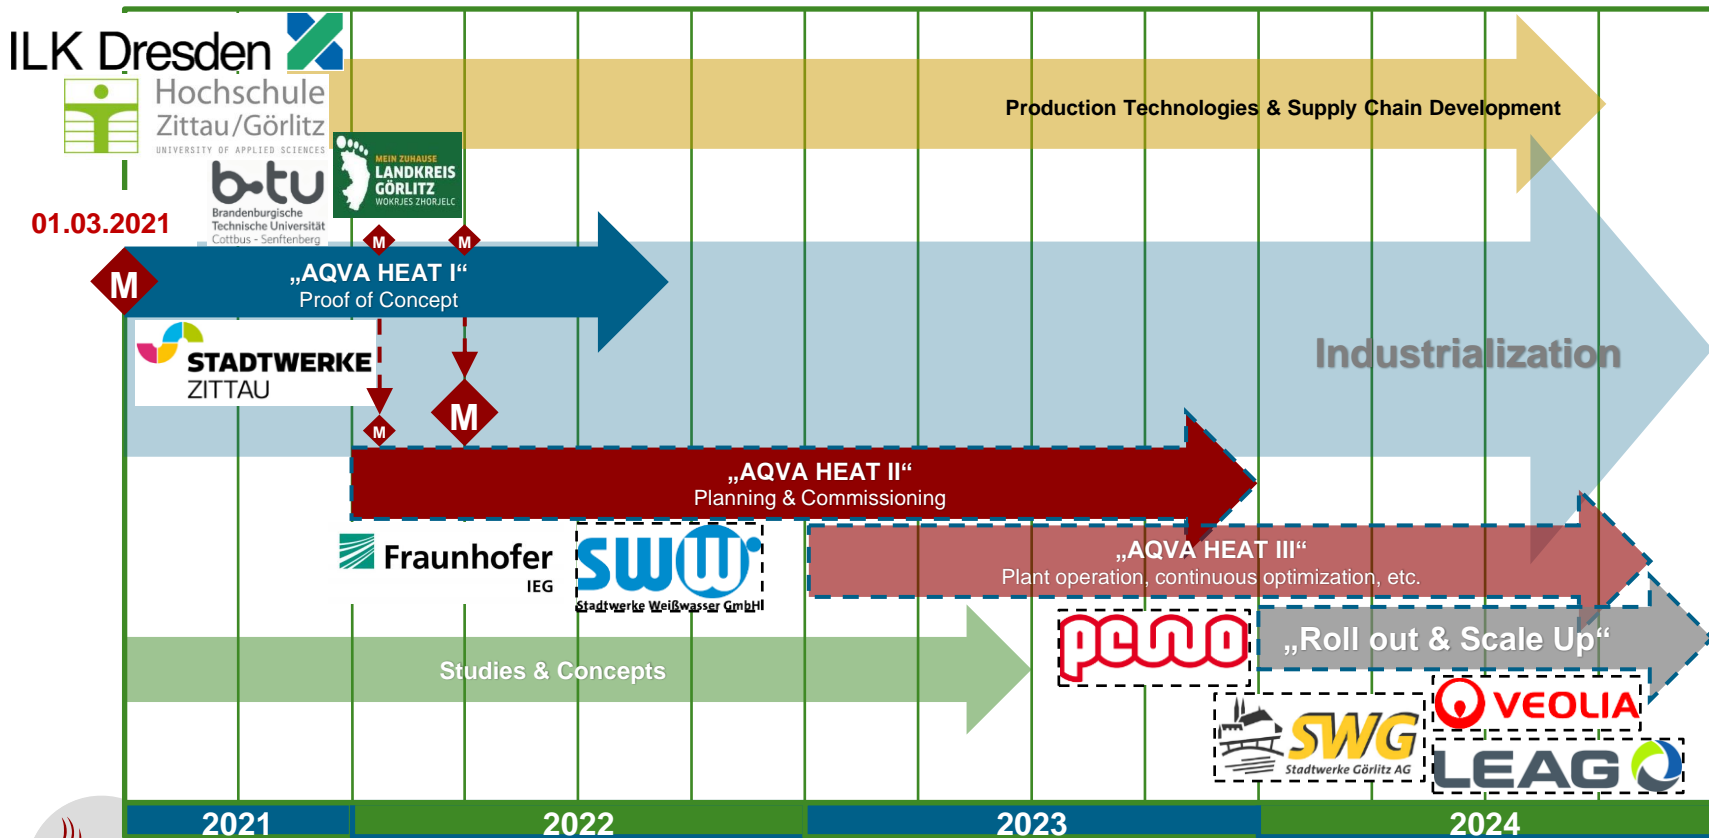 ILK Dresden
Hochschule
Zittau/Görlitz
UNIVERSITY OF APPLIED SCIENCES
b-tu
Brandenburgische
Technische Universität
Cottbus - Senftenberg
MEIN ZUHAUSE
LANDKREIS
GÖRLITZ
WOKRJES ZHORJELC
Production Technologies & Supply Chain Development
01.03.2021
M
M
M
„AQVA HEAT I“
Proof of Concept
STADTWERKE
ZITTAU
Industrialization
M
M
„AQVA HEAT II“
Planning & Commissioning
Fraunhofer
IEG
SWW
Stadtwerke Weißwasser GmbH
„AQVA HEAT III“
Plant operation, continuous optimization, etc.
Studies & Concepts
pewo
„Roll out & Scale Up“
SWG
Stadtwerke Görlitz AG
VEOLIA
LEAG
2021
2022
2023
2024